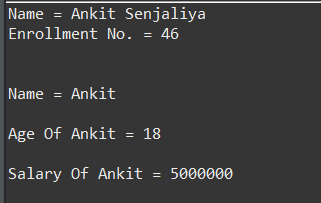 Name = Ankit Senjaliya
Enrollment No. = 46
Name = Ankit
Age Of Ankit = 18
Salary Of Ankit = 5000000